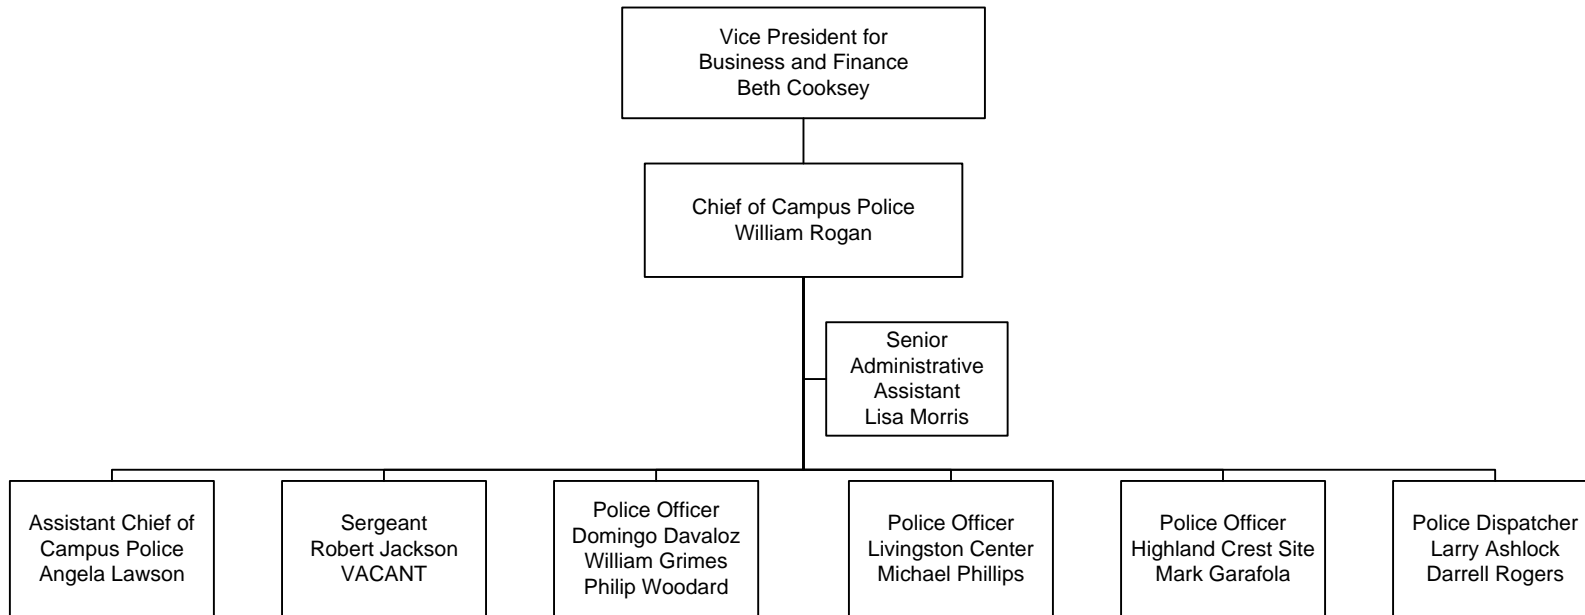 Vice President for
Business and Finance
Beth Cooksey
Chief of Campus Police
William Rogan
Senior
Administrative
Assistant
Lisa Morris
Assistant Chief of
Campus Police
Angela Lawson
Sergeant
Robert Jackson
VACANT
Police Officer
Domingo Davaloz
William Grimes
Philip Woodard
Police Officer
Livingston Center
Michael Phillips
Police Officer
Highland Crest Site
Mark Garafola
Police Dispatcher
Larry Ashlock
Darrell Rogers